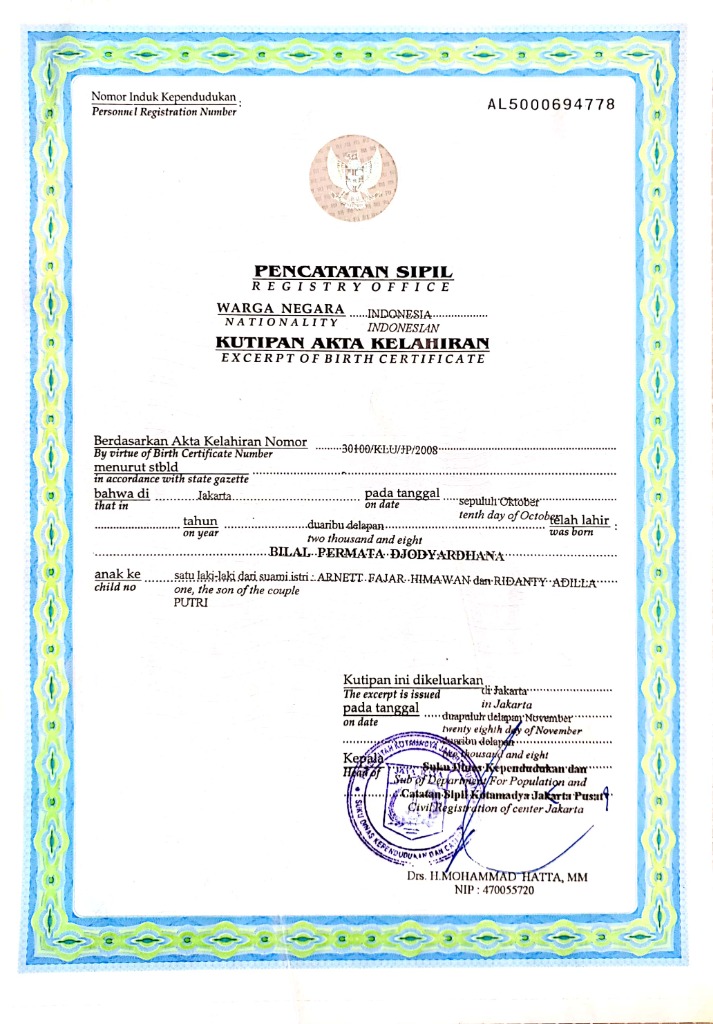 Nomor Induk Kependudukan :
Personnel Registration Number
AL5000694778
PENCATATAN SIPIL
REGISTRY OFFICE
WARGA NEGARA INDONESIA
NATIONALITY INDONESIAN
KUTIPAN AKTA KELAHIRAN
EXCERPT OF BIRTH CERTIFICATE
Berdasarkan Akta Kelahiran Nomor 30100/KLU/JP/2008
By virtue of Birth Certificate Number
menurut stbld
in accordance with state gazette
bahwa di Jakarta pada tanggal sepuluh Oktober
that in on date tenth day of October
tahun duaribu delapan telah lahir :
on year two thousand and eight was born
BILAL PERMATA DJODYARDHANA
anak ke satu laki-laki dari suami istri : ARNETT FAJAR HIMAWAN dan RIDANTY ADILLA
child no one, the son of the couple
PUTRI
Kutipan ini dikeluarkan di Jakarta
The excerpt is issued in Jakarta
pada tanggal duapuluh delapan November
on date twenty eighth day of November
duaribu delapan
two thousand and eight
Kepala Suku Dinas Kependudukan dan
Head of Sub of Department For Population and
Catatan Sipil Kotamadya Jakarta Pusat
Civil Registration of center Jakarta
SUKU DINAS KEPENDUDUKAN DAN
Drs. H.MOHAMMAD HATTA, MM
NIP : 470055720